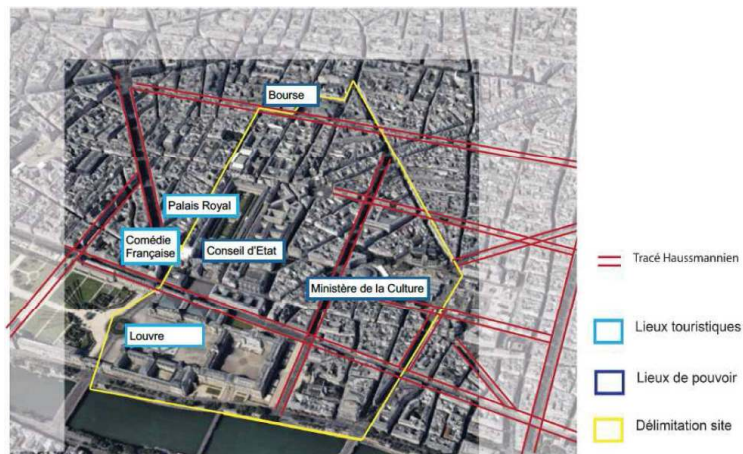 Bourse
Palais Royal
Comédie
Française
Conseil d'Etat
Ministère de la Culture
Louvre
Tracé Haussmannien
Lieux touristiques
Lieux de pouvoir
Délimitation site